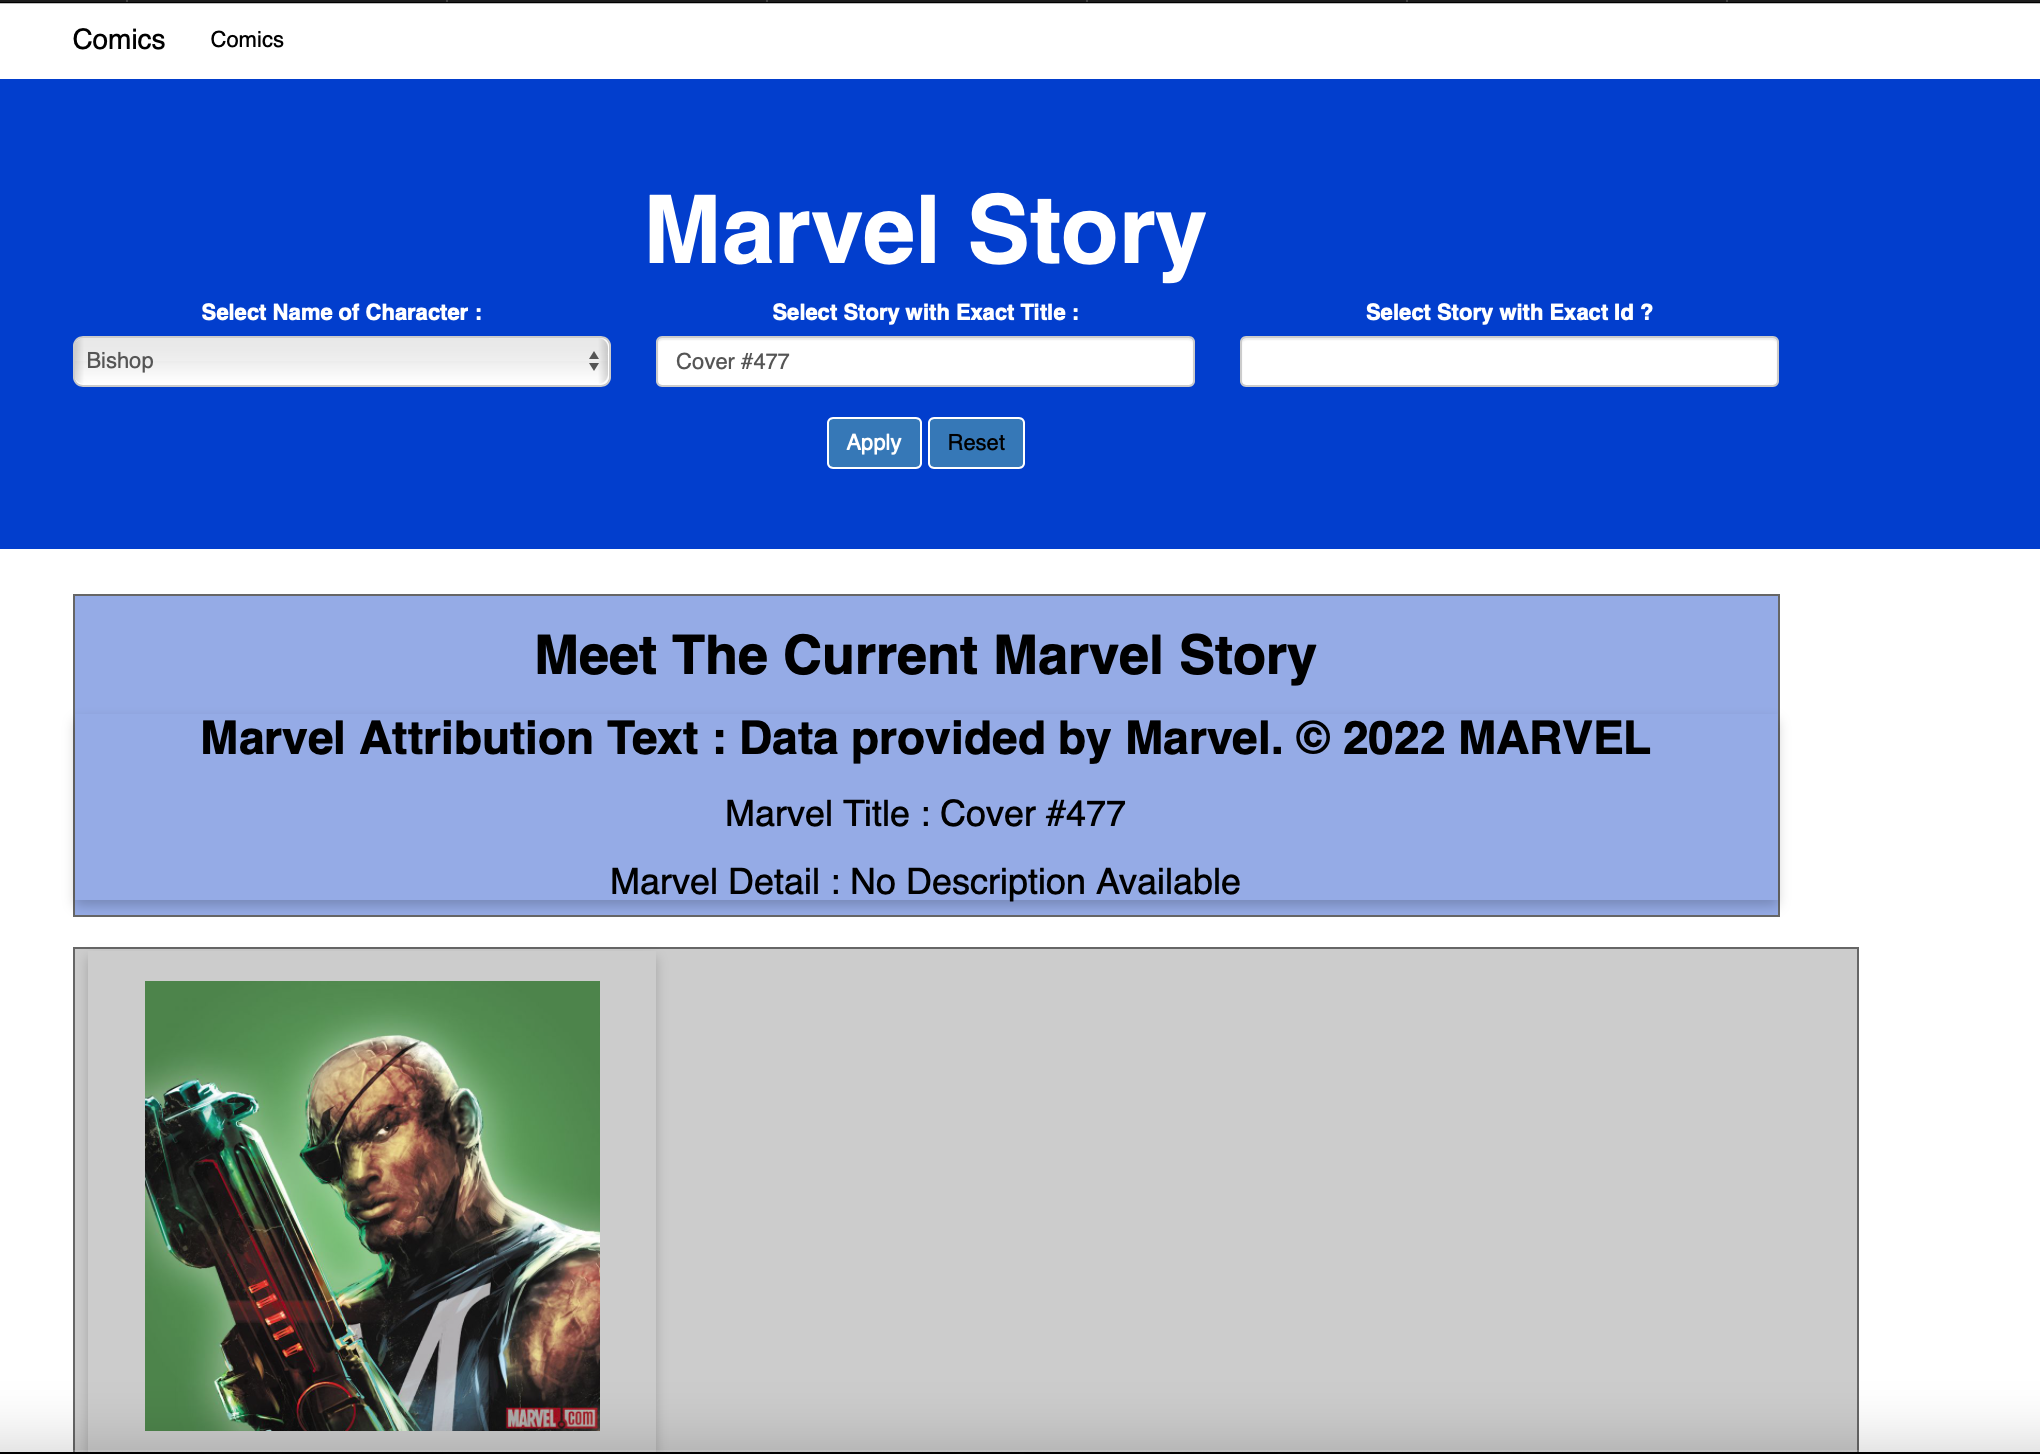 Comics Comics
Marvel Story
Select Name of Character : Select Story with Exact Title : Select Story with Exact Id ?
Bishop Cover #477
Apply Reset
Meet The Current Marvel Story
Marvel Attribution Text : Data provided by Marvel. © 2022 MARVEL
Marvel Title : Cover #477
Marvel Detail : No Description Available
MARVEL.COM